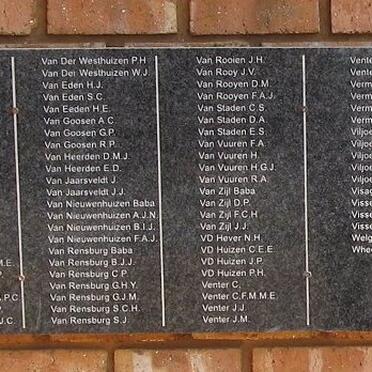 Van Der Westhuizen P.H
Van Der Westhuizen W.J.
Van Eden H.J.
Van Eden S.C.
Van Eeden H.E.
Van Goosen A.C.
Van Goosen G.P.
Van Goosen R.P.
Van Heerden D.M.J.
Van Heerden E.D.
Van Jaarsveldt J.
Van Jaarsveldt J.J.
Van Nieuwenhuizen Baba
Van Nieuwenhuizen A.J.N.
Van Nieuwenhuizen B.I.J.
Van Nieuwenhuizen F.A.J.
Van Rensburg Baba
Van Rensburg B.J.J.
Van Rensburg C.P.
Van Rensburg G.H.Y.
Van Rensburg G.J.M.
Van Rensburg S.C.H.
Van Rensburg S.J.
Van Rooien J.H.
Van Rooy J.V.
Van Rooyen D.M.
Van Rooyen F.A.J.
Van Staden C.S.
Van Staden D.A
Van Staden E.S
Van Vuuren F.A
Van Vuuren H.
Van Vuuren H.G.J.
Van Vuuren R.A
Van Zijl Baba
Van Zijl D.P.
Van Zijl F.C.H
Van Zijl J.J.
VD Hever N.H
VD Huizen C.E.E
VD Huizen J.P.
VD Huizen P.H.
Venter C.
Venter C.F.M.M.E.
Venter J.J.
Venter J.M.